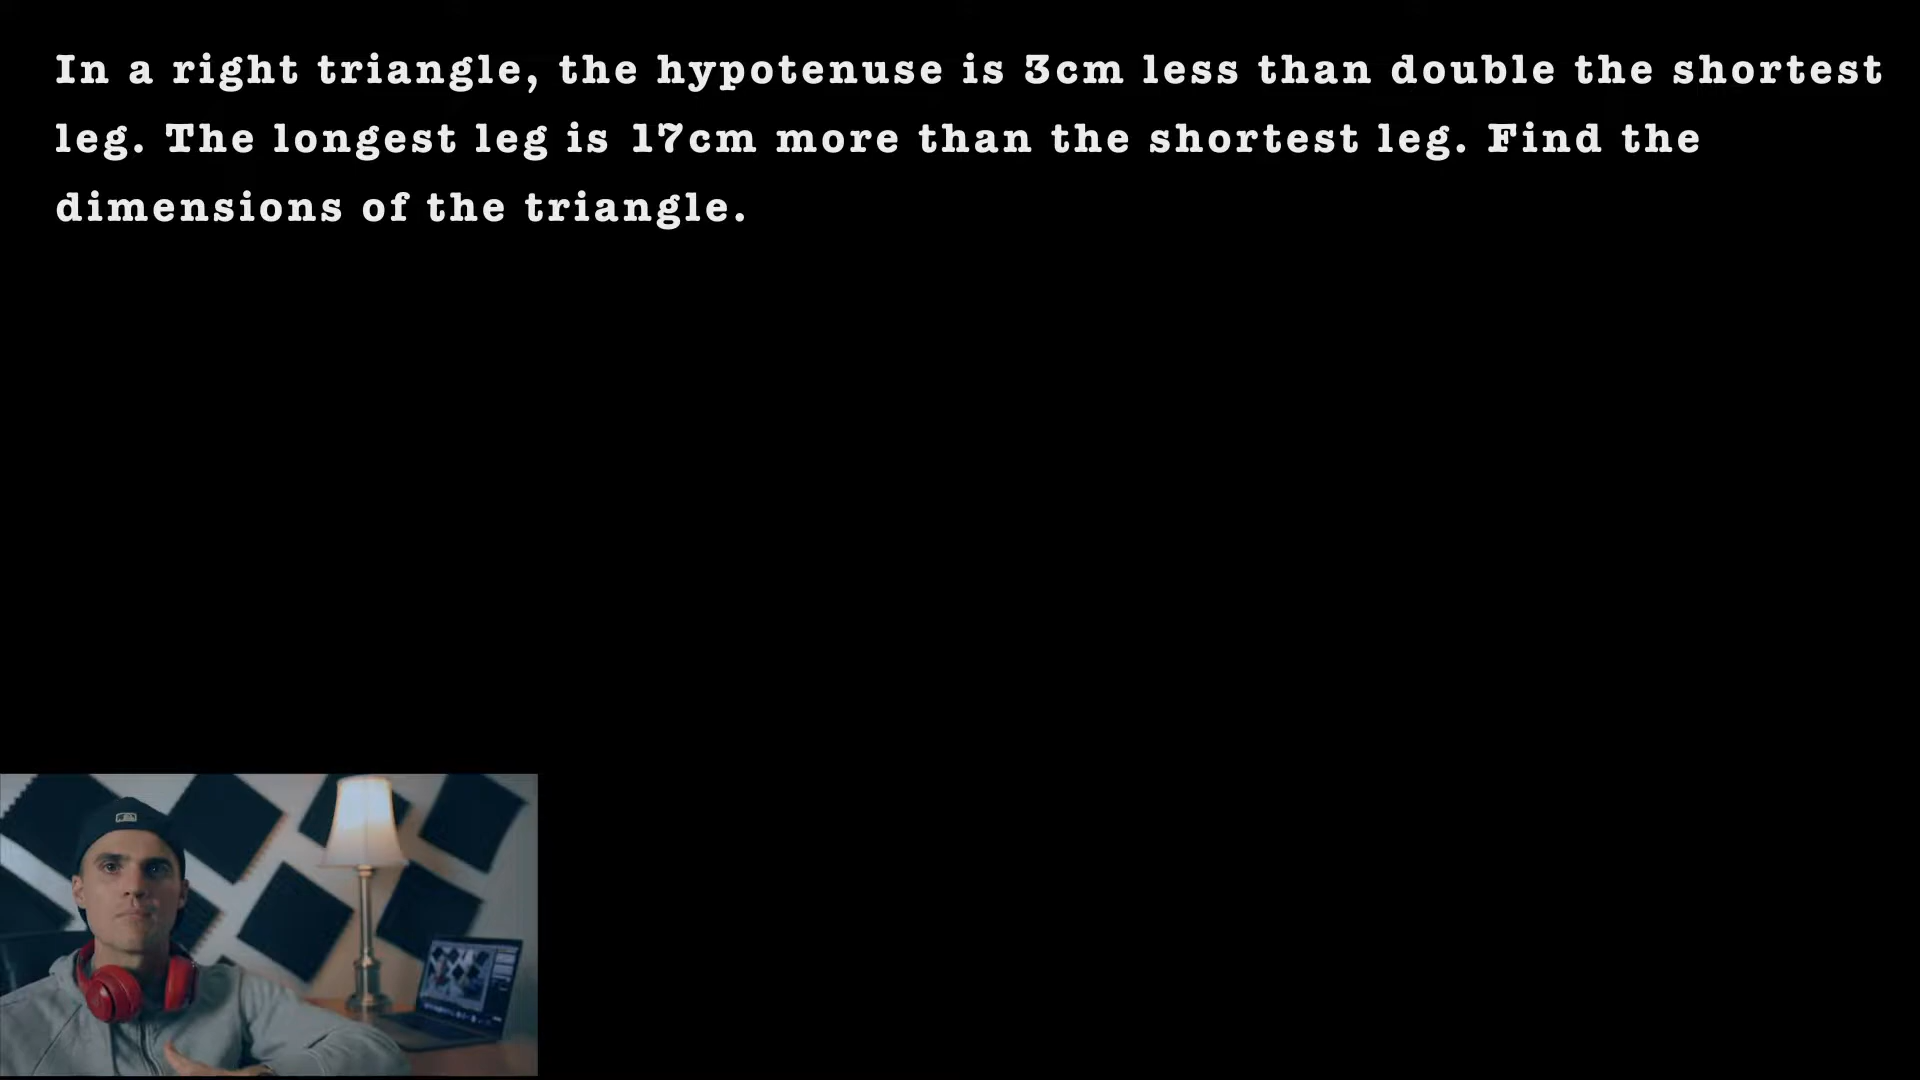 In a right triangle, the hypotenuse is 3cm less than double the shortest
leg. The longest leg is 17cm more than the shortest leg. Find the
dimensions of the triangle.